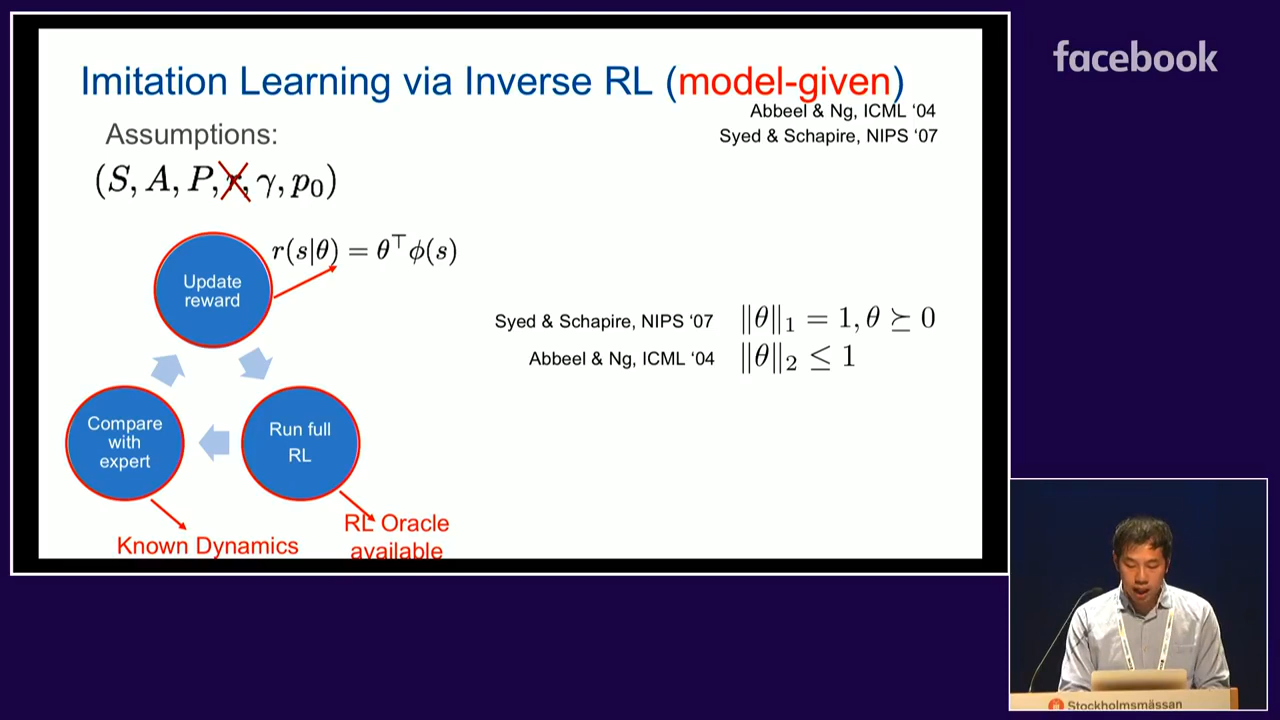 facebook
Imitation Learning via Inverse RL (model-given)
Abbeel & Ng, ICML ‘04
Syed & Schapire, NIPS ‘07
Assumptions:
(S, A, P, r, γ, p₀)
r(s|θ) = θ⊤ϕ(s)
Update
reward
Syed & Schapire, NIPS ‘07 ‖θ‖₁ = 1, θ ⪰ 0
Abbeel & Ng, ICML ‘04 ‖θ‖₂ ≤ 1
Compare
with
expert
Run full
RL
Known Dynamics
RL Oracle
available
Stockholmsmässan